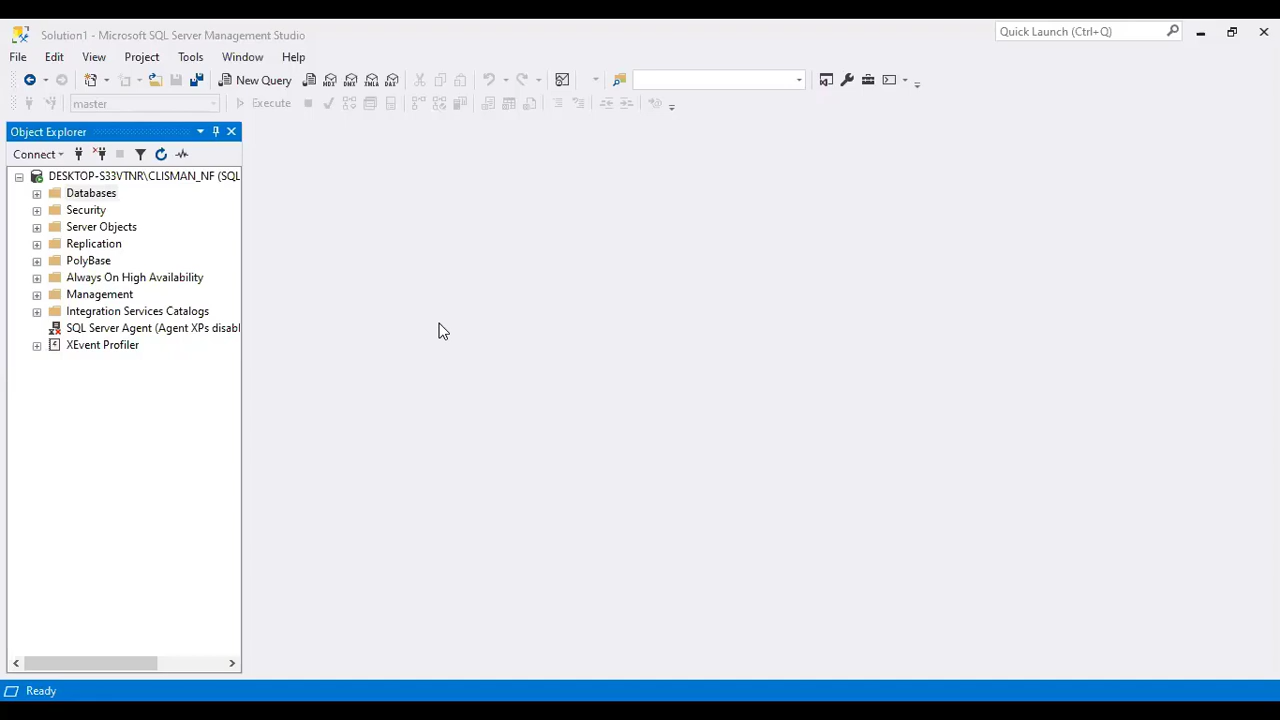 Solution1 - Microsoft SQL Server Management Studio
Quick Launch (Ctrl+Q)
File Edit View Project Tools Window Help
New Query
master Execute
Object Explorer
Connect
DESKTOP-S33VTNR\CLISMAN_NF (SQL
Databases
Security
Server Objects
Replication
PolyBase
Always On High Availability
Management
Integration Services Catalogs
SQL Server Agent (Agent XPs disabl
XEvent Profiler
Ready